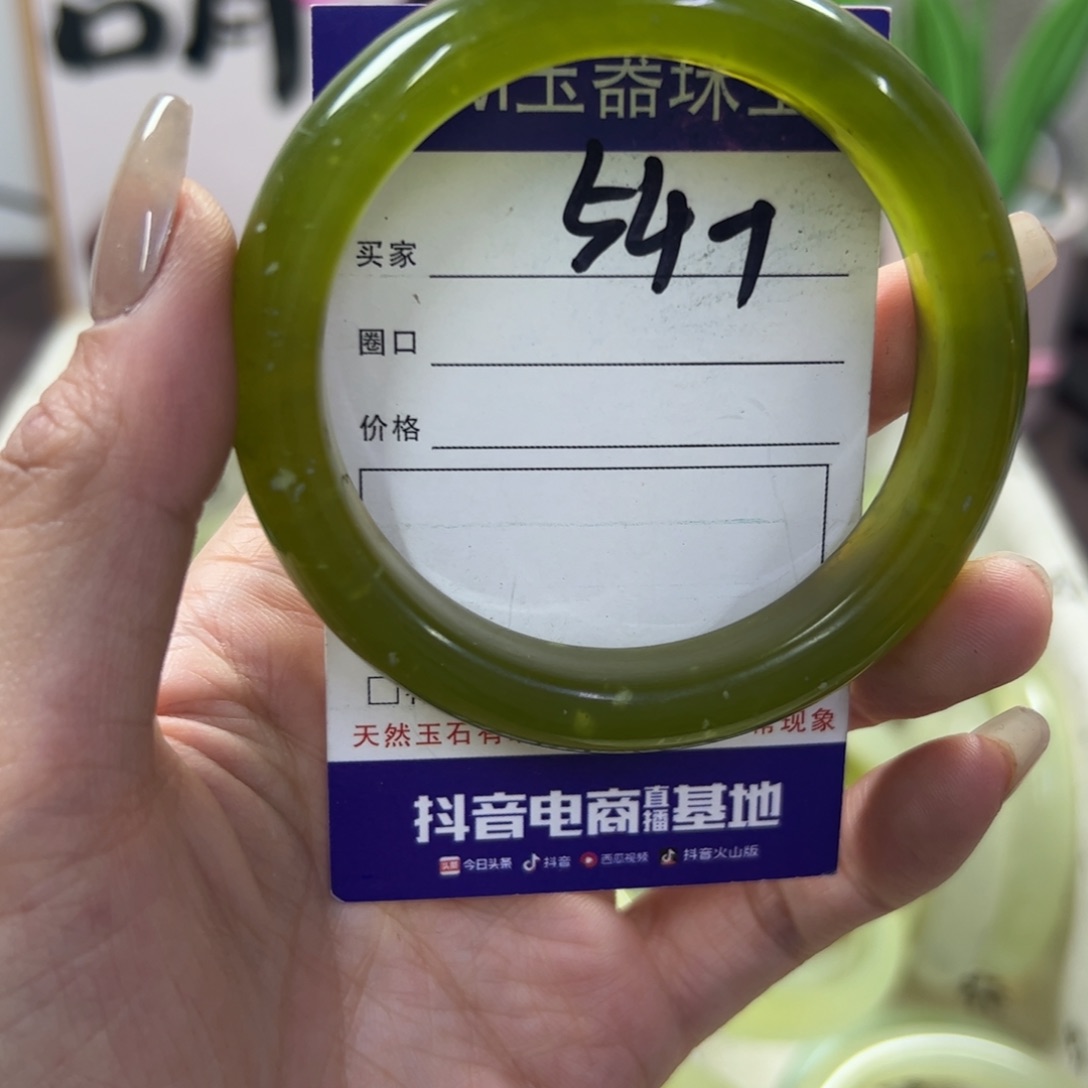 玉器珠宝
547
买家
圈口
价格
天然玉石有
常现象
抖音电商直播基地
今日头条 抖音 西瓜视频 抖音火山版